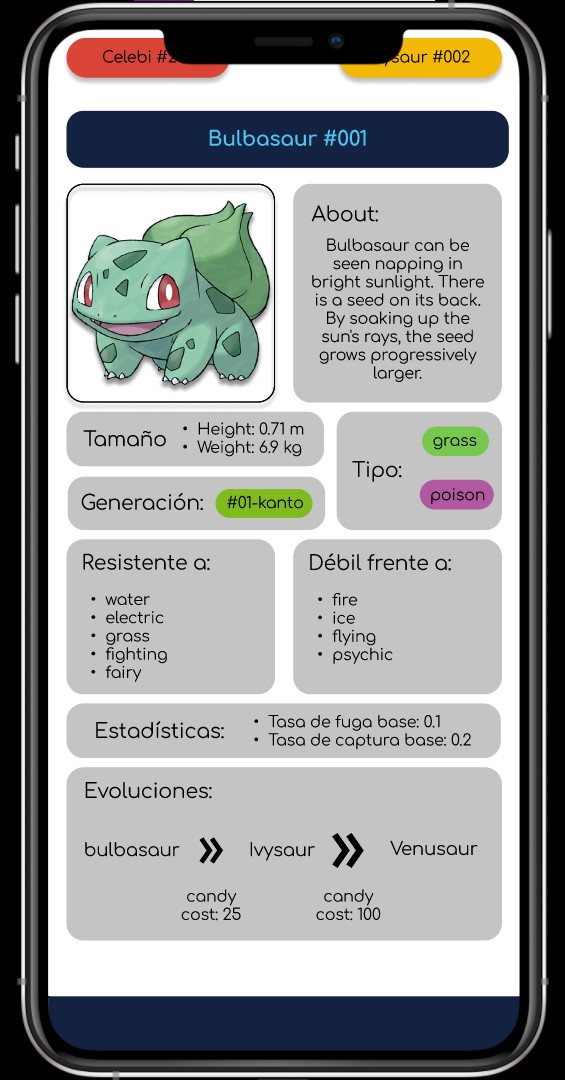 Celebi #2
ysaur #002
Bulbasaur #001
About:
Bulbasaur can be
seen napping in
bright sunlight. There
is a seed on its back.
By soaking up the
sun's rays, the seed
grows progressively
larger.
Tamaño
• Height: 0.71 m
• Weight: 6.9 kg
Tipo:
grass
poison
Generación:
#01-kanto
Resistente a:
• water
• electric
• grass
• fighting
• fairy
Débil frente a:
• fire
• ice
• flying
• psychic
Estadísticas:
• Tasa de fuga base: 0.1
• Tasa de captura base: 0.2
Evoluciones:
bulbasaur » Ivysaur » Venusaur
candy
cost: 25
candy
cost: 100